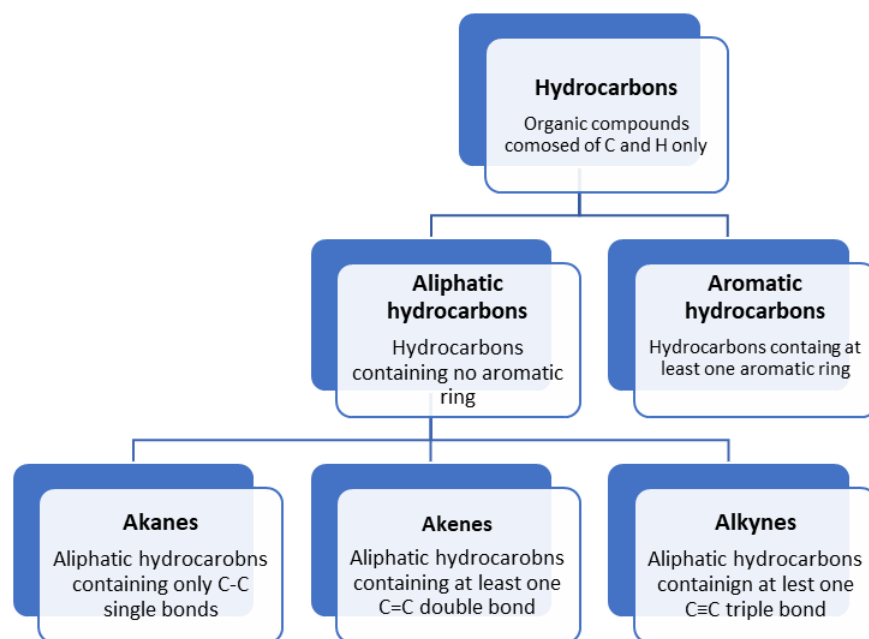 Hydrocarbons
Organic compounds
comosed of C and H only
Aliphatic
hydrocarbons
Hydrocarbons
containing no aromatic
ring
Aromatic
hydrocarbons
Hydrocarbons containg at
least one aromatic ring
Akanes
Aliphatic hydrocarobns
containing only C-C
single bonds
Akenes
Aliphatic hydrocarobns
containing at least one
C=C double bond
Alkynes
Aliphatic hydrocarbons
containign at lest one
C≡C triple bond